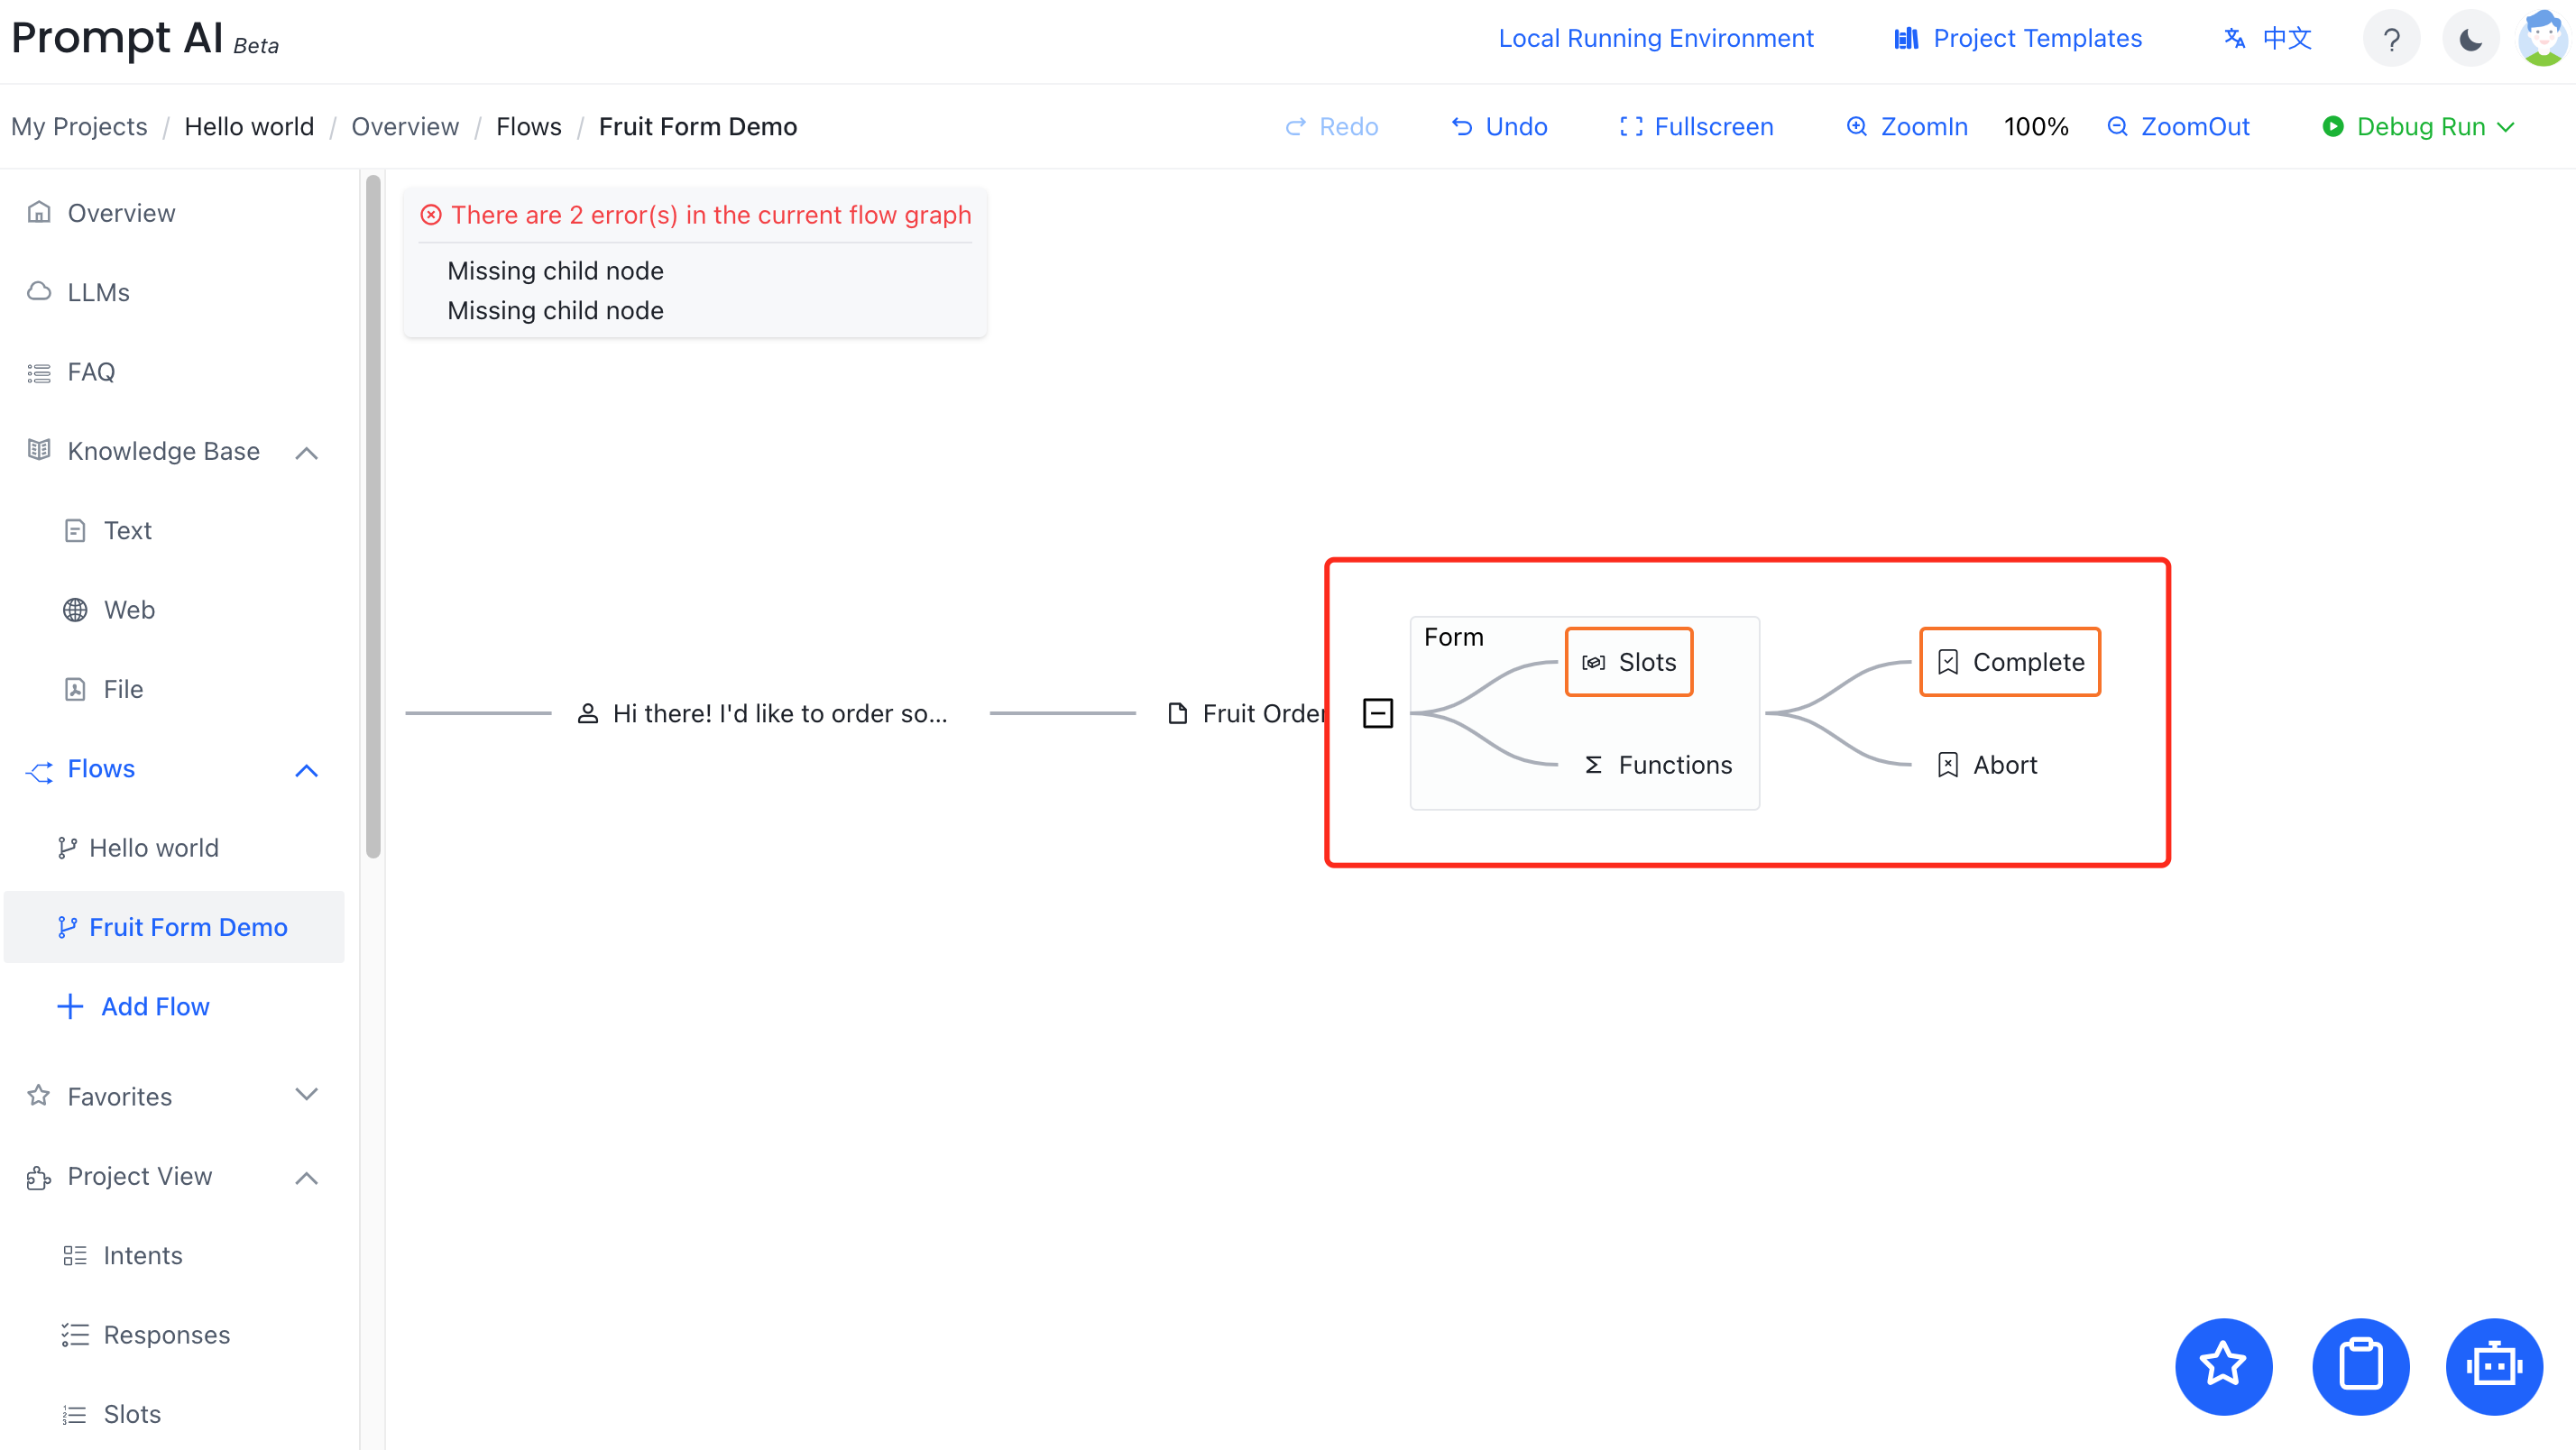 Prompt AI Beta
Local Running Environment
Project Templates
中文
?
My Projects / Hello world / Overview / Flows / Fruit Form Demo
Redo
Undo
Fullscreen
ZoomIn
100%
ZoomOut
Debug Run
Overview
LLMs
FAQ
Knowledge Base
Text
Web
File
Flows
Hello world
Fruit Form Demo
Add Flow
Favorites
Project View
Intents
Responses
Slots
There are 2 error(s) in the current flow graph
Missing child node
Missing child node
Hi there! I'd like to order so...
Fruit Order
Form
Slots
Functions
Complete
Abort